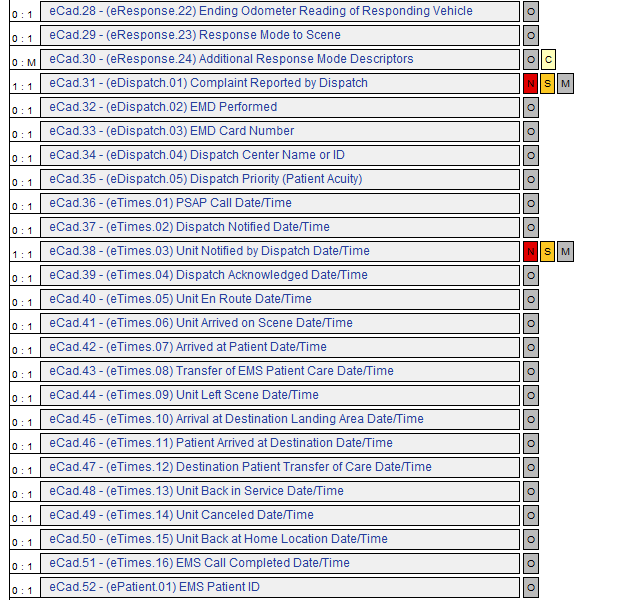 0 : 1 eCad.28 - (eResponse.22) Ending Odometer Reading of Responding Vehicle O
0 : 1 eCad.29 - (eResponse.23) Response Mode to Scene O
0 : M eCad.30 - (eResponse.24) Additional Response Mode Descriptors O C
1 : 1 eCad.31 - (eDispatch.01) Complaint Reported by Dispatch N S M
0 : 1 eCad.32 - (eDispatch.02) EMD Performed O
0 : 1 eCad.33 - (eDispatch.03) EMD Card Number O
0 : 1 eCad.34 - (eDispatch.04) Dispatch Center Name or ID O
0 : 1 eCad.35 - (eDispatch.05) Dispatch Priority (Patient Acuity) O
0 : 1 eCad.36 - (eTimes.01) PSAP Call Date/Time O
0 : 1 eCad.37 - (eTimes.02) Dispatch Notified Date/Time O
1 : 1 eCad.38 - (eTimes.03) Unit Notified by Dispatch Date/Time N S M
0 : 1 eCad.39 - (eTimes.04) Dispatch Acknowledged Date/Time O
0 : 1 eCad.40 - (eTimes.05) Unit En Route Date/Time O
0 : 1 eCad.41 - (eTimes.06) Unit Arrived on Scene Date/Time O
0 : 1 eCad.42 - (eTimes.07) Arrived at Patient Date/Time O
0 : 1 eCad.43 - (eTimes.08) Transfer of EMS Patient Care Date/Time O
0 : 1 eCad.44 - (eTimes.09) Unit Left Scene Date/Time O
0 : 1 eCad.45 - (eTimes.10) Arrival at Destination Landing Area Date/Time O
0 : 1 eCad.46 - (eTimes.11) Patient Arrived at Destination Date/Time O
0 : 1 eCad.47 - (eTimes.12) Destination Patient Transfer of Care Date/Time O
0 : 1 eCad.48 - (eTimes.13) Unit Back in Service Date/Time O
0 : 1 eCad.49 - (eTimes.14) Unit Canceled Date/Time O
0 : 1 eCad.50 - (eTimes.15) Unit Back at Home Location Date/Time O
0 : 1 eCad.51 - (eTimes.16) EMS Call Completed Date/Time O
0 : 1 eCad.52 - (ePatient.01) EMS Patient ID O